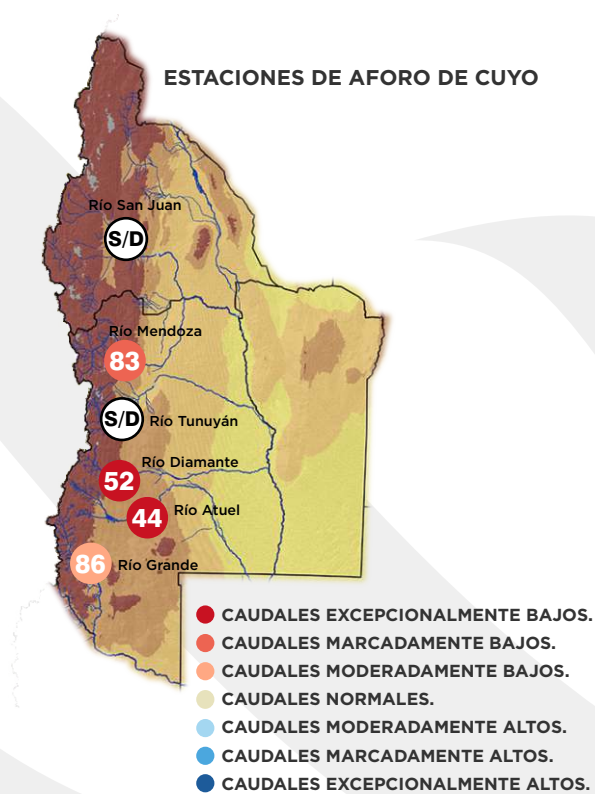 ESTACIONES DE AFORO DE CUYO
Río San Juan
S/D
Río Mendoza
83
S/D
Río Tunuyán
Río Diamante
52
44
Río Atuel
86
Río Grande
CAUDALES EXCEPCIONALMENTE BAJOS.
CAUDALES MARCADAMENTE BAJOS.
CAUDALES MODERADAMENTE BAJOS.
CAUDALES NORMALES.
CAUDALES MODERADAMENTE ALTOS.
CAUDALES MARCADAMENTE ALTOS.
CAUDALES EXCEPCIONALMENTE ALTOS.